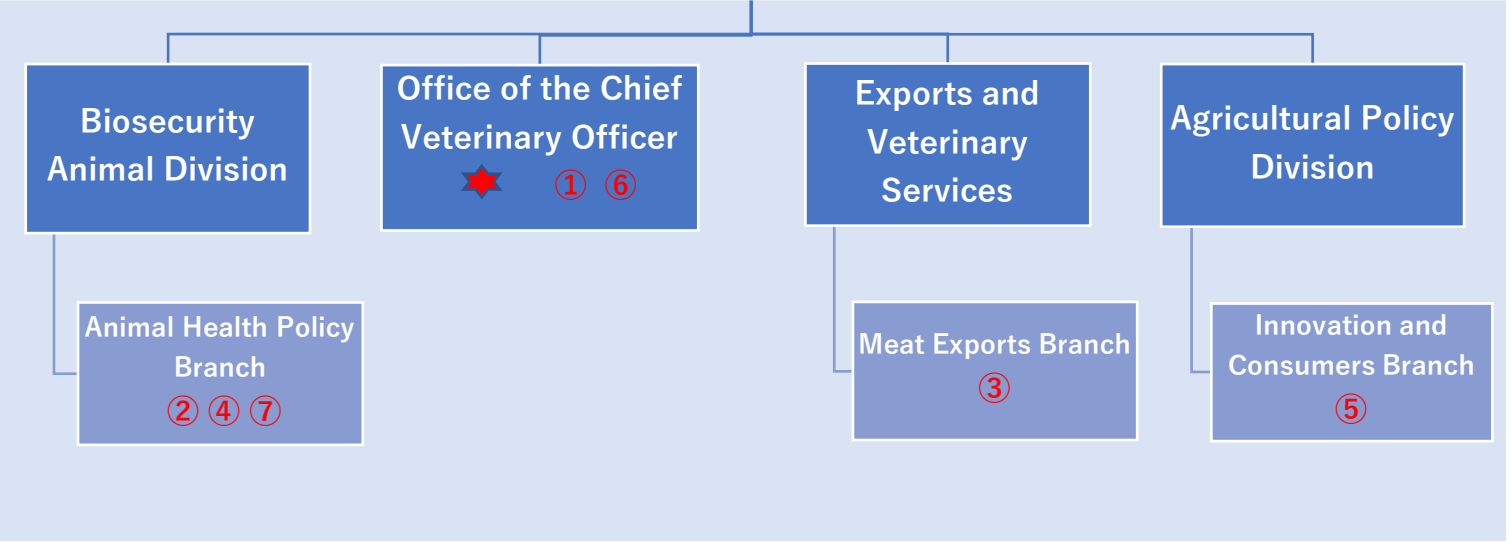 Biosecurity
Animal Division
Office of the Chief
Veterinary Officer
① ⑥
Exports and
Veterinary
Services
Agricultural Policy
Division
Animal Health Policy
Branch
② ④ ⑦
Meat Exports Branch
③
Innovation and
Consumers Branch
⑤